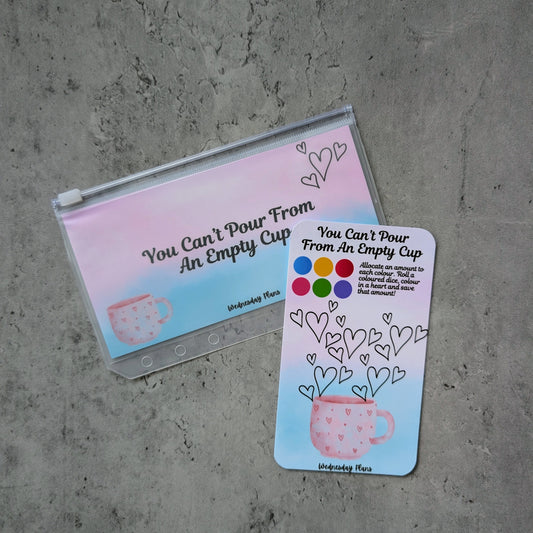 You Can't Pour From
An Empty Cup
Wednesday Plans
You Can't Pour
From An Empty Cup
Allocate an amount to
each colour. Roll a
coloured dice, colour
in a heart and save
that amount!
Wednesday Plans